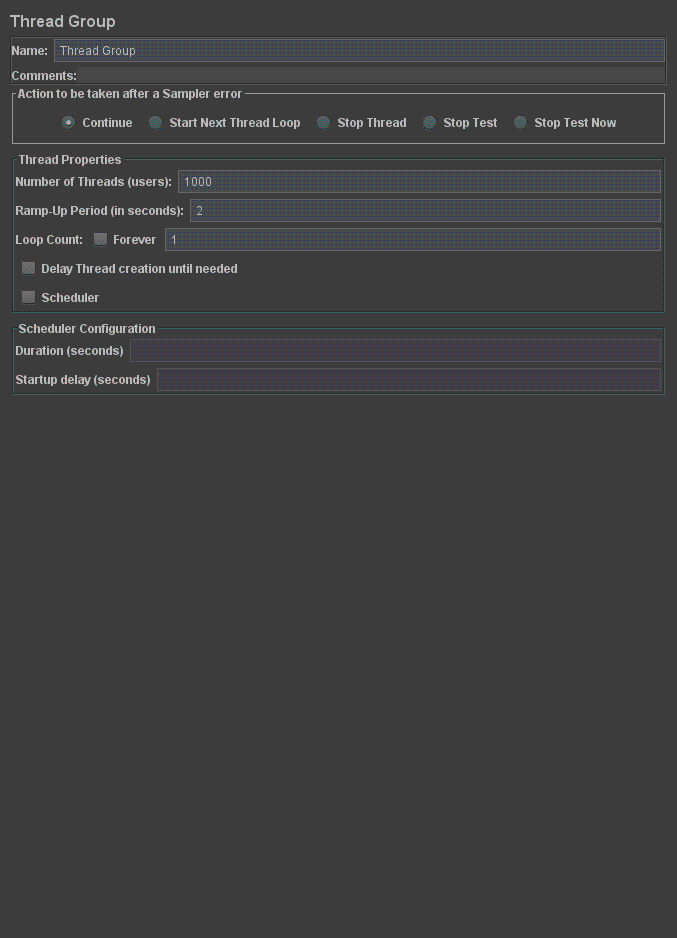 Thread Group
Name: Thread Group
Comments:
Action to be taken after a Sampler error
Continue Start Next Thread Loop Stop Thread Stop Test Stop Test Now
Thread Properties
Number of Threads (users): 1000
Ramp-Up Period (in seconds): 2
Loop Count: Forever 1
Delay Thread creation until needed
Scheduler
Scheduler Configuration
Duration (seconds)
Startup delay (seconds)